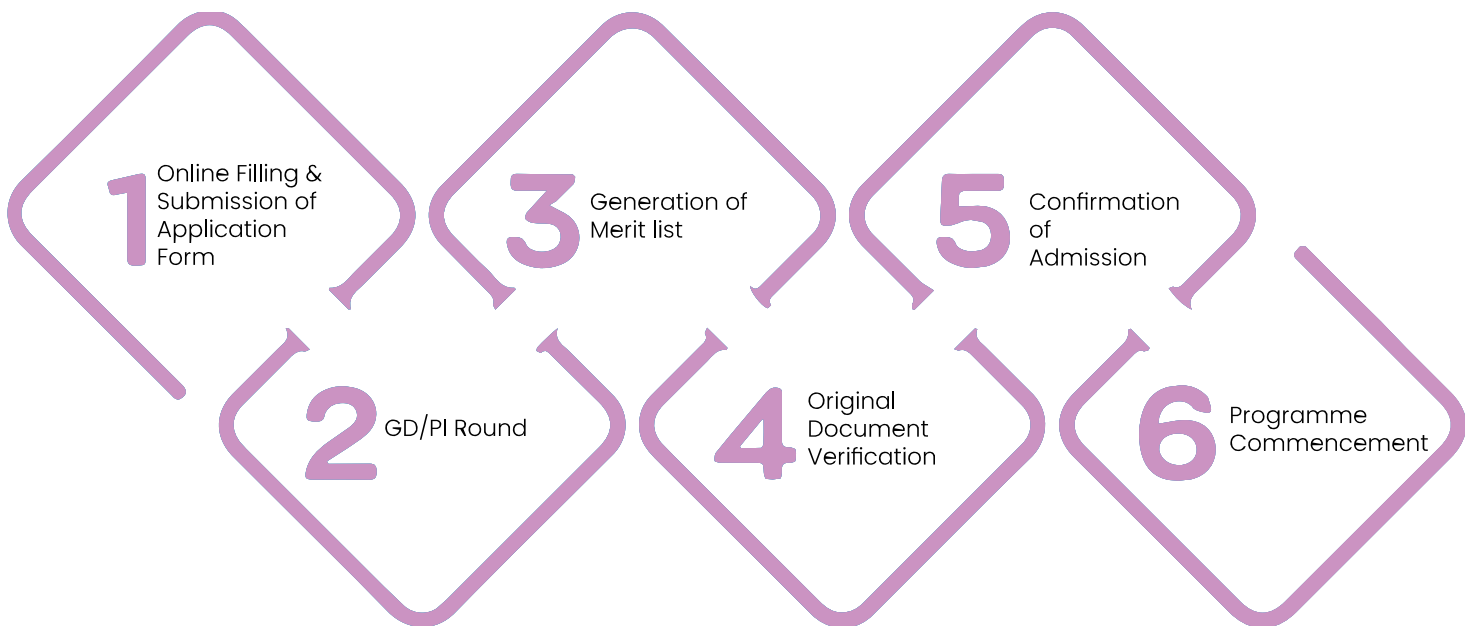 1
Online Filling &
Submission of
Application
Form
2
GD/PI Round
3
Generation of
Merit list
4
Original
Document
Verification
5
Confirmation
of
Admission
6
Programme
Commencement